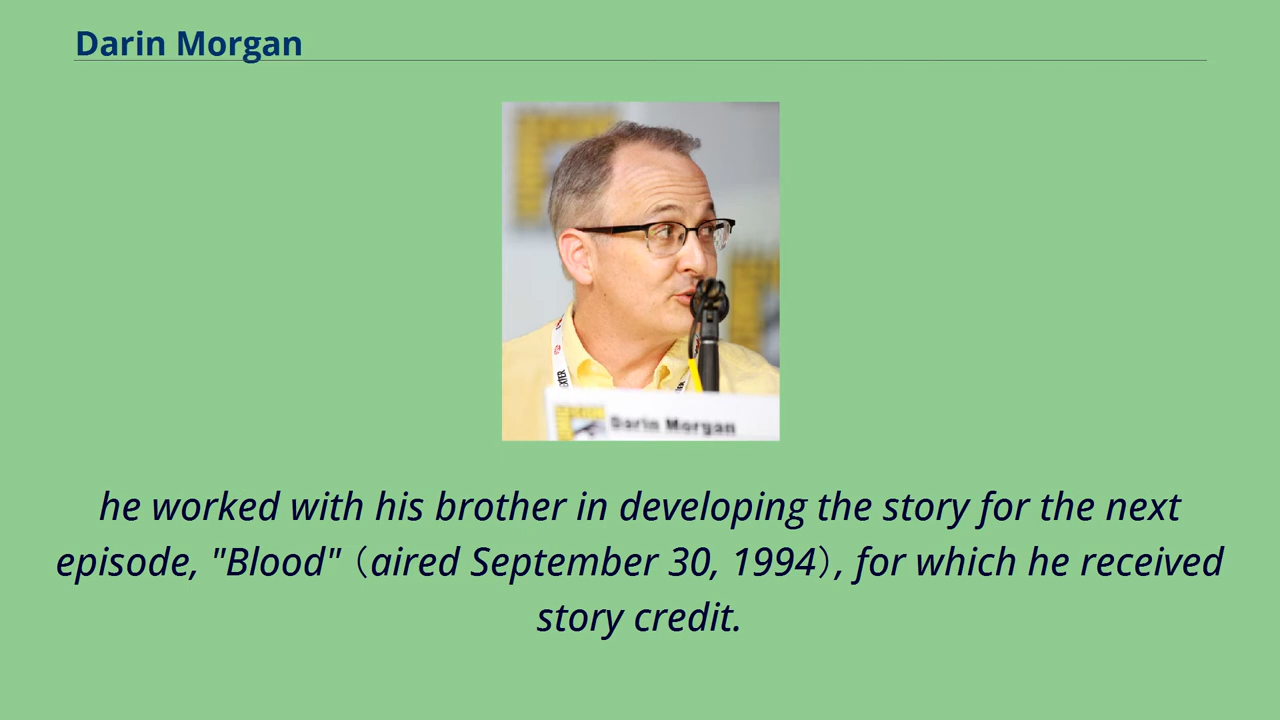 Darin Morgan
Darin Morgan
he worked with his brother in developing the story for the next
episode, "Blood"（aired September 30, 1994）, for which he received
story credit.